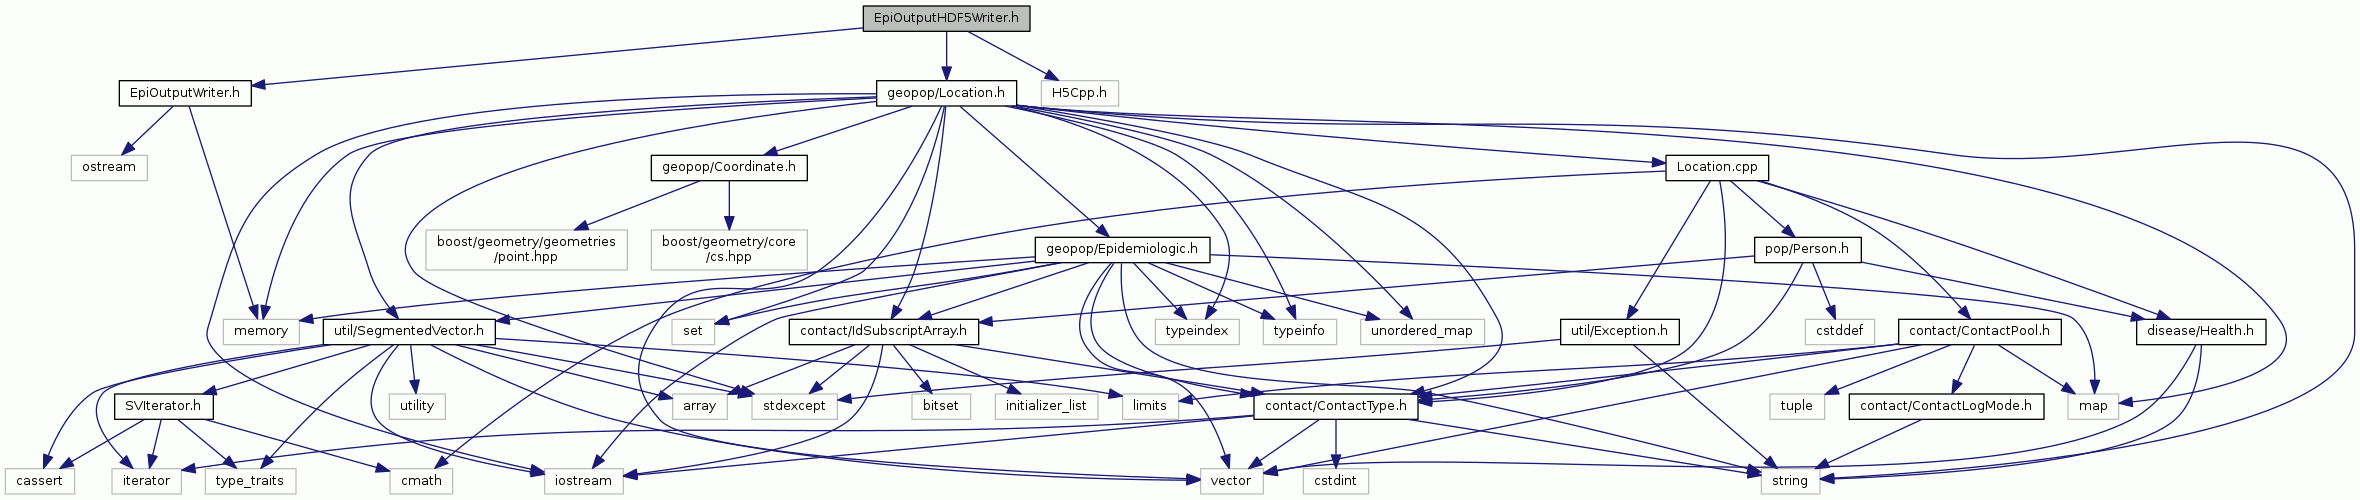 EpiOutputHDF5Writer.h
EpiOutputWriter.h
geopop/Location.h
H5Cpp.h
ostream
geopop/Coordinate.h
Location.cpp
boost/geometry/geometries
/point.hpp
boost/geometry/core
/cs.hpp
geopop/Epidemiologic.h
pop/Person.h
memory
util/SegmentedVector.h
set
contact/IdSubscriptArray.h
typeindex
typeinfo
unordered_map
util/Exception.h
cstddef
contact/ContactPool.h
disease/Health.h
SVIterator.h
utility
array
stdexcept
bitset
initializer_list
limits
contact/ContactType.h
tuple
contact/ContactLogMode.h
map
cassert
iterator
type_traits
cmath
iostream
vector
cstdint
string